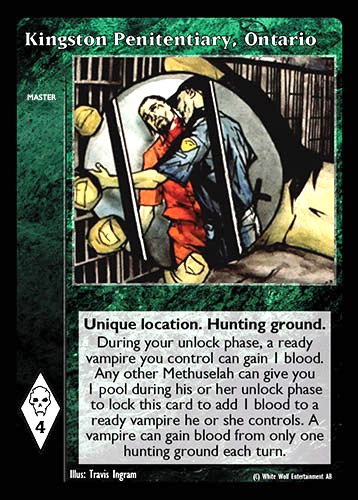 Kingston Penitentiary, Ontario
MASTER
Unique location. Hunting ground.
During your unlock phase, a ready
vampire you control can gain 1 blood.
Any other Methuselah can give you
1 pool during his or her unlock phase
to lock this card to add 1 blood to a
ready vampire he or she controls. A
vampire can gain blood from only one
hunting ground each turn.
4
Illus: Travis Ingram
(C) White Wolf Entertainment AB